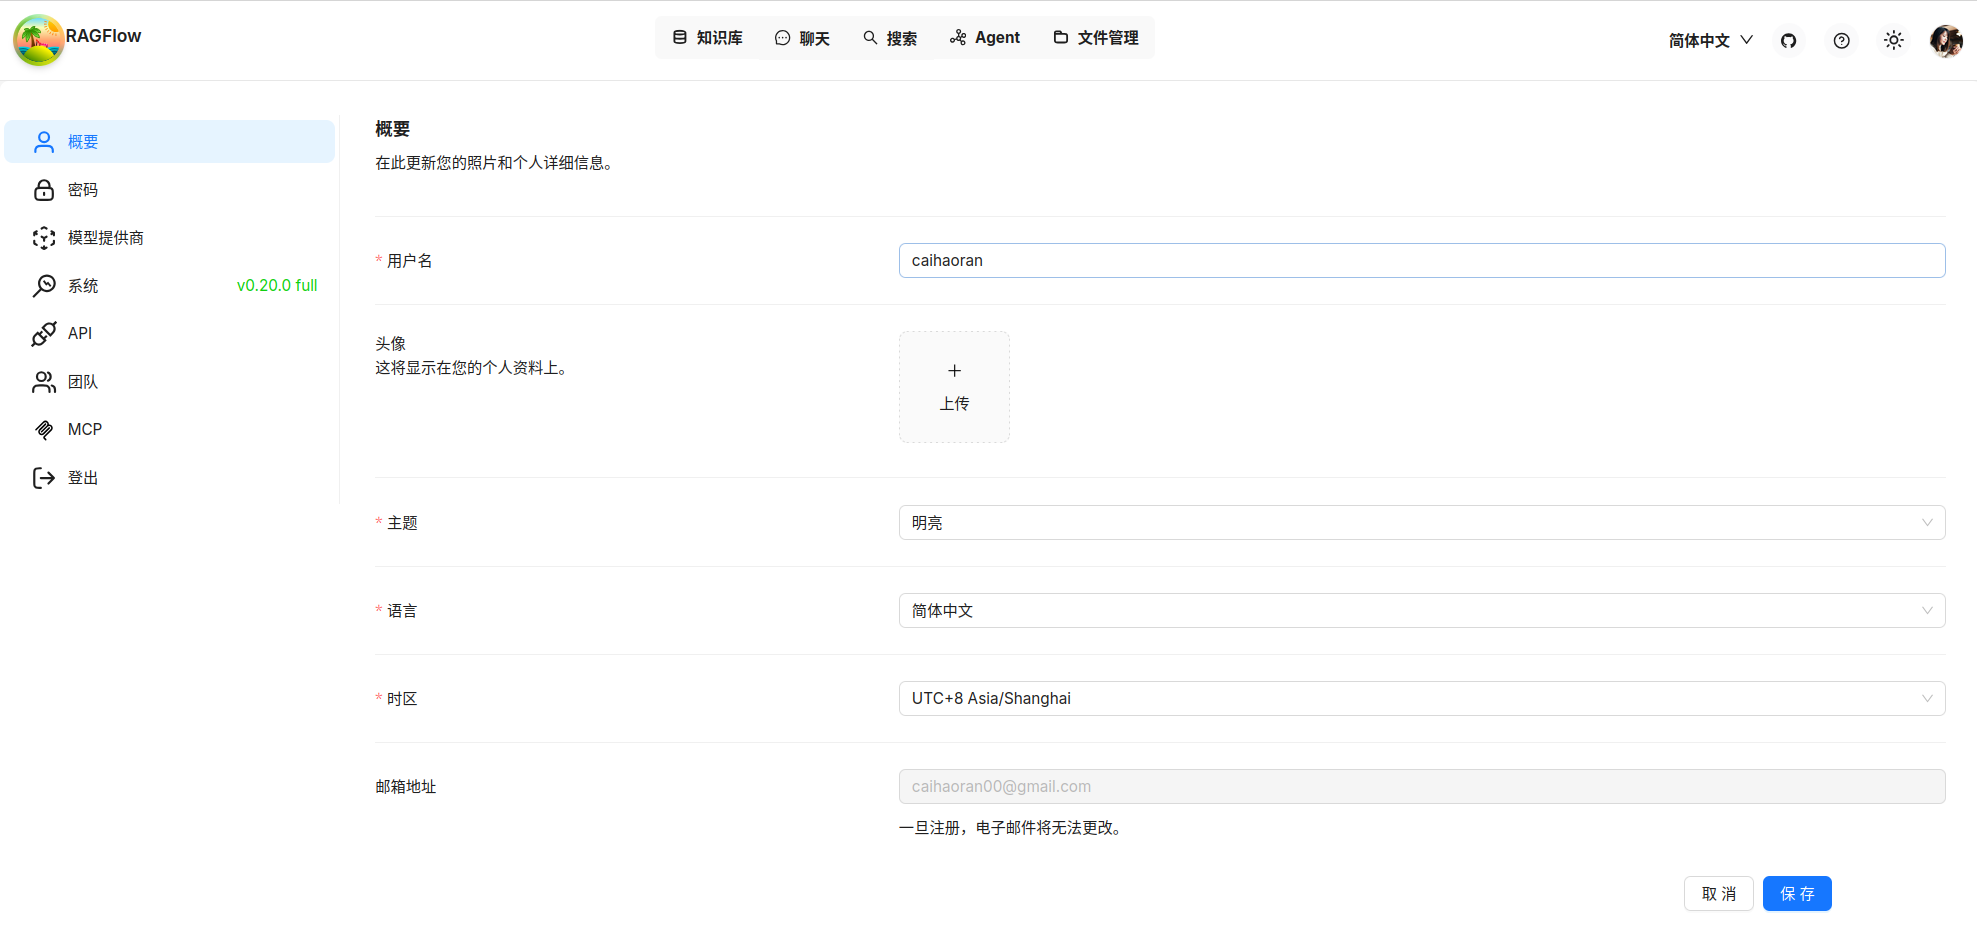 RAGFlow
知识库 聊天 搜索 Agent 文件管理
简体中文
概要
密码
模型提供商
系统 v0.20.0 full
API
团队
MCP
登出
概要
在此更新您的照片和个人详细信息。
* 用户名 caihaoran
头像
这将显示在您的个人资料上。
上传
* 主题 明亮
* 语言 简体中文
* 时区 UTC+8 Asia/Shanghai
邮箱地址 caihaoran00@gmail.com
一旦注册，电子邮件将无法更改。
取 消 保 存